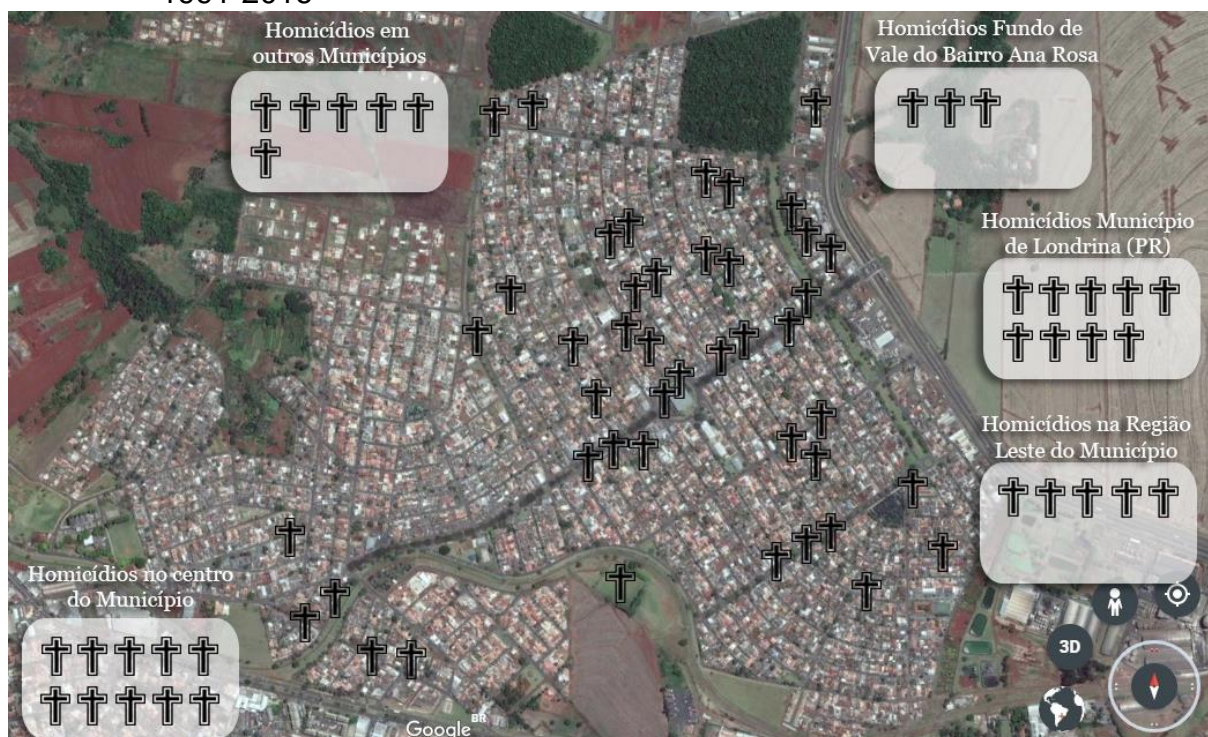 Homicídios em
outros Municípios
Homicídios Fundo de
Vale do Bairro Ana Rosa
Homicídios Município
de Londrina (PR)
Homicídios na Região
Leste do Município
Homicídios no centro
do Município
3D
Google
BR